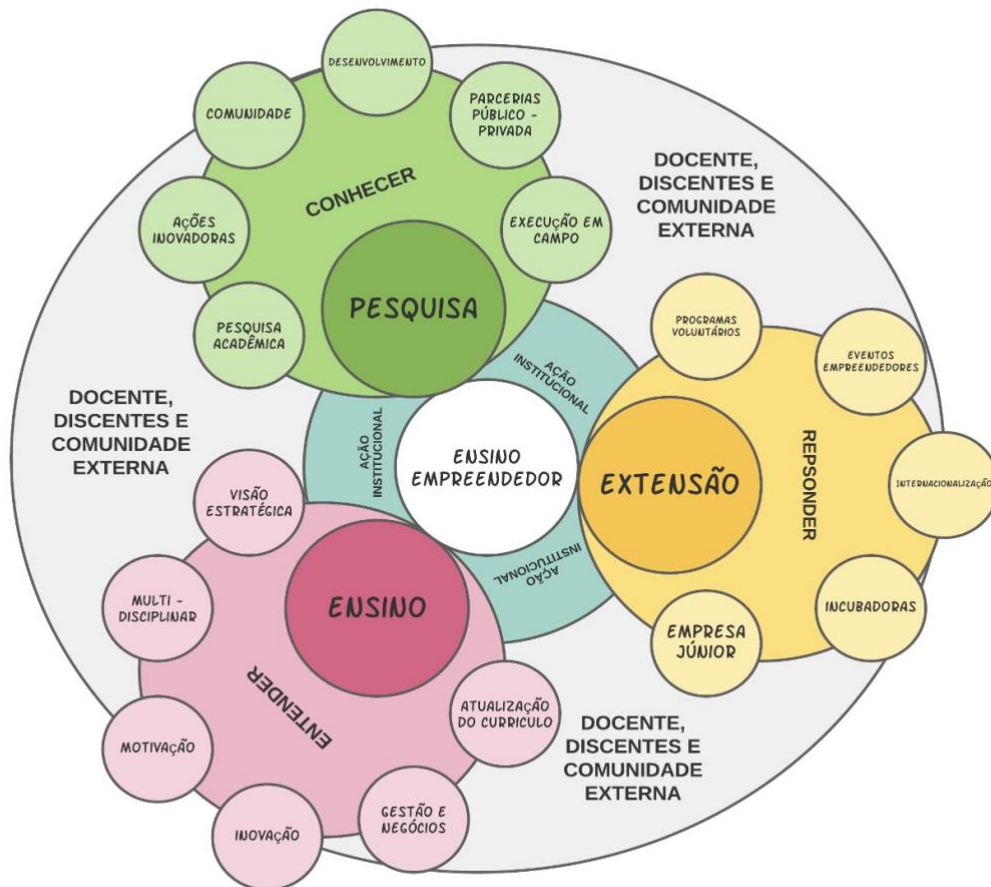 DESENVOLVIMENTO
COMUNIDADE
PARCERIAS
PÚBLICO -
PRIVADA
CONHECER
AÇÕES
INOVADORAS
EXECUÇÃO EM
CAMPO
PESQUISA
PESQUISA
ACADÊMICA
DOCENTE,
DISCENTES E
COMUNIDADE
EXTERNA
PROGRAMAS
VOLUNTÁRIOS
EVENTOS
EMPREENDEDORES
AÇÃO
INSTITUCIONAL
DOCENTE,
DISCENTES E
COMUNIDADE
EXTERNA
AÇÃO
INSTITUCIONAL
ENSINO
EMPREENDEDOR
EXTENSÃO
REPSONDER
INTERNACIONALIZAÇÃO
VISÃO
ESTRATÉGICA
AÇÃO
INSTITUCIONAL
MULTI -
DISCIPLINAR
ENSINO
INCUBADORAS
EMPRESA
JÚNIOR
ENTENDER
ATUALIZAÇÃO
DO CURRICULO
MOTIVAÇÃO
DOCENTE,
DISCENTES E
COMUNIDADE
EXTERNA
GESTÃO E
NEGÓCIOS
INOVAÇÃO